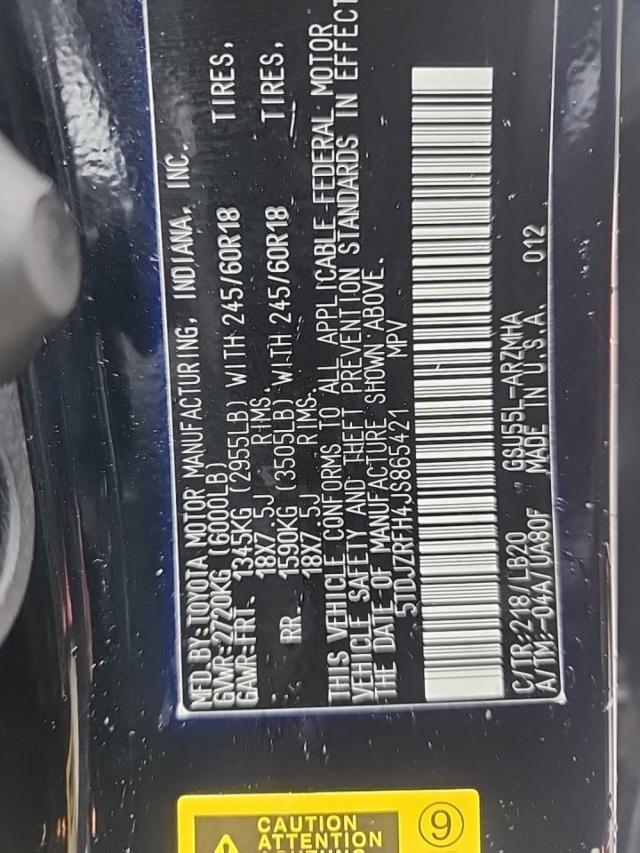 MFD.BY:TOYOTA MOTOR MANUFACTURING, INDIANA, INC.
GVWR:2720KG (6000LB)
GAWR:FRT. 1345KG (2955LB) WITH 245/60R18 TIRES,
18X7.5J RIMS,
RR. 1590KG (3505LB) WITH 245/60R18 TIRES,
18X7.5J RIMS.
THIS VEHICLE CONFORMS TO ALL APPLICABLE FEDERAL MOTOR
VEHICLE SAFETY AND THEFT PREVENTION STANDARDS IN EFFECT
THE DATE OF MANUFACTURE SHOWN ABOVE.
5TDJZRFH4JS865421 MPV
C/TR:218/LB20 GSU55L-ARZMHA
A/TM:-04A/UA80F MADE IN U.S.A. 012
CAUTION
ATTENTION
9